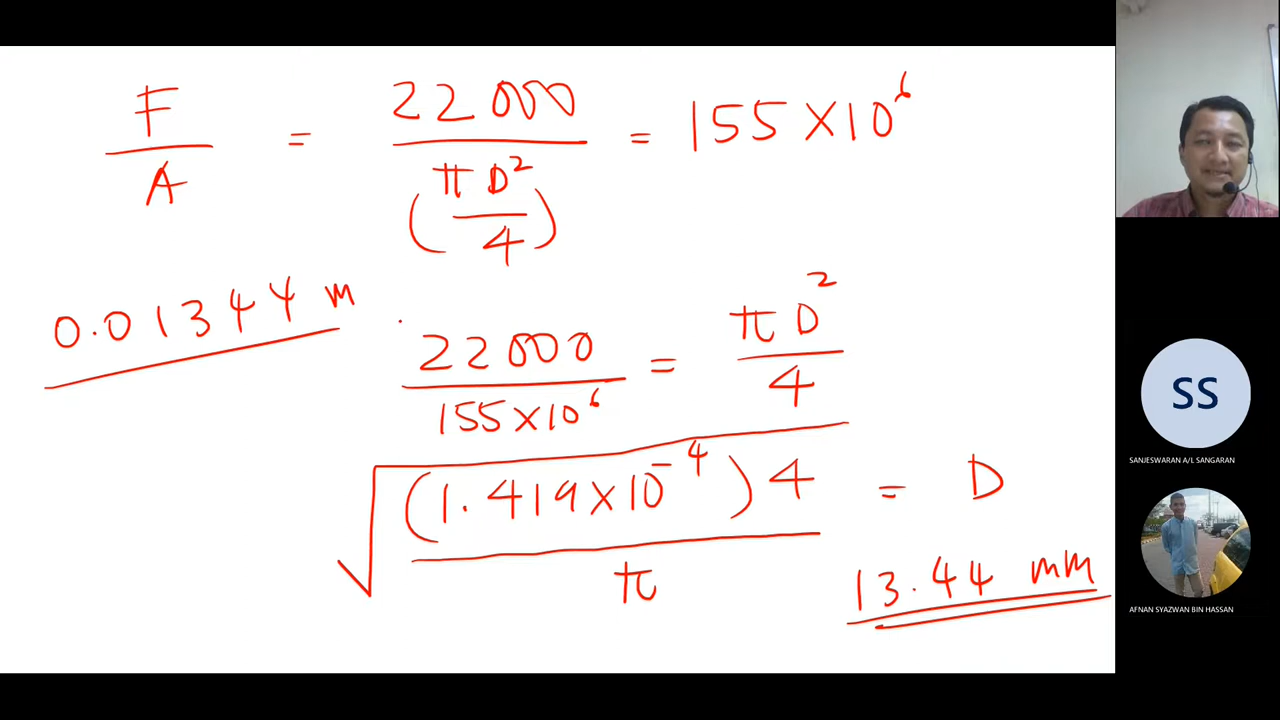 F/A = 22000/(πD²/4) = 155×10⁶
0.01344 m
22000/155×10⁶ = πD²/4
√((1.419×10⁻⁴)4/π) = D
13.44 mm
SS
SANJESWARAN A/L SANGARAN
AFNAN SYAZWAN BIN HASSAN